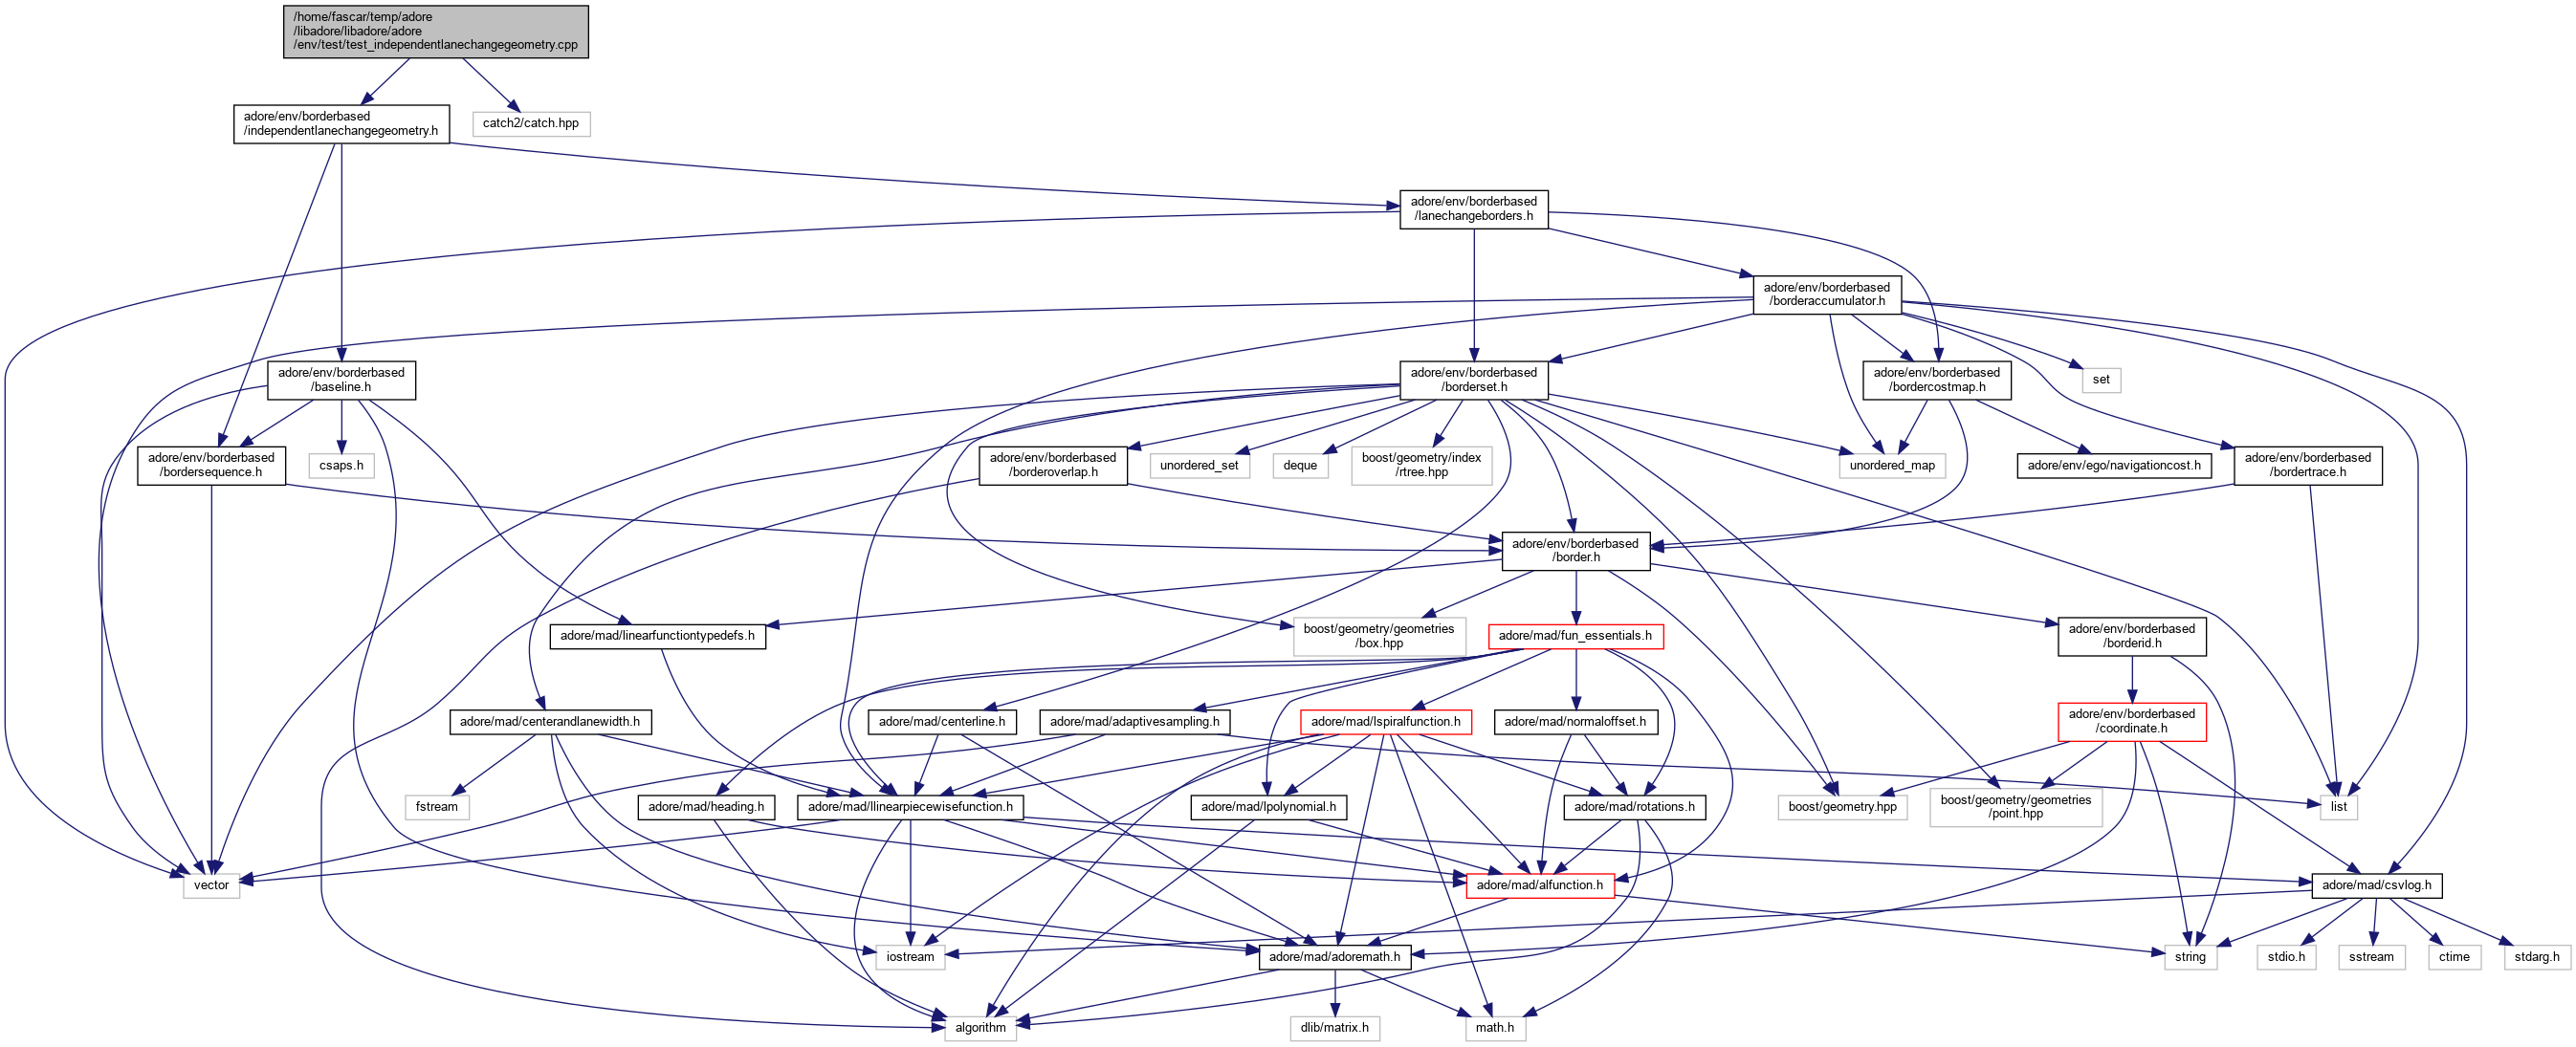 /home/fascar/temp/adore
/libadore/libadore/adore
/env/test/test_independentlanechangegeometry.cpp
adore/env/borderbased
/independentlanechangegeometry.h
catch2/catch.hpp
adore/env/borderbased
/lanechangeborders.h
adore/env/borderbased
/borderaccumulator.h
adore/env/borderbased
/baseline.h
adore/env/borderbased
/borderset.h
adore/env/borderbased
/bordercostmap.h
set
adore/env/borderbased
/bordersequence.h
csaps.h
adore/env/borderbased
/borderoverlap.h
unordered_set
deque
boost/geometry/index
/rtree.hpp
unordered_map
adore/env/ego/navigationcost.h
adore/env/borderbased
/bordertrace.h
adore/env/borderbased
/border.h
adore/mad/linearfunctiontypedefs.h
boost/geometry/geometries
/box.hpp
adore/mad/fun_essentials.h
adore/env/borderbased
/borderid.h
adore/mad/centerandlanewidth.h
adore/mad/centerline.h
adore/mad/adaptivesampling.h
adore/mad/lspiralfunction.h
adore/mad/normaloffset.h
adore/env/borderbased
/coordinate.h
fstream
adore/mad/heading.h
adore/mad/llinearpiecewisefunction.h
adore/mad/lpolynomial.h
adore/mad/rotations.h
boost/geometry.hpp
boost/geometry/geometries
/point.hpp
list
vector
adore/mad/alfunction.h
adore/mad/csvlog.h
iostream
adore/mad/adoremath.h
string
stdio.h
sstream
ctime
stdarg.h
algorithm
dlib/matrix.h
math.h